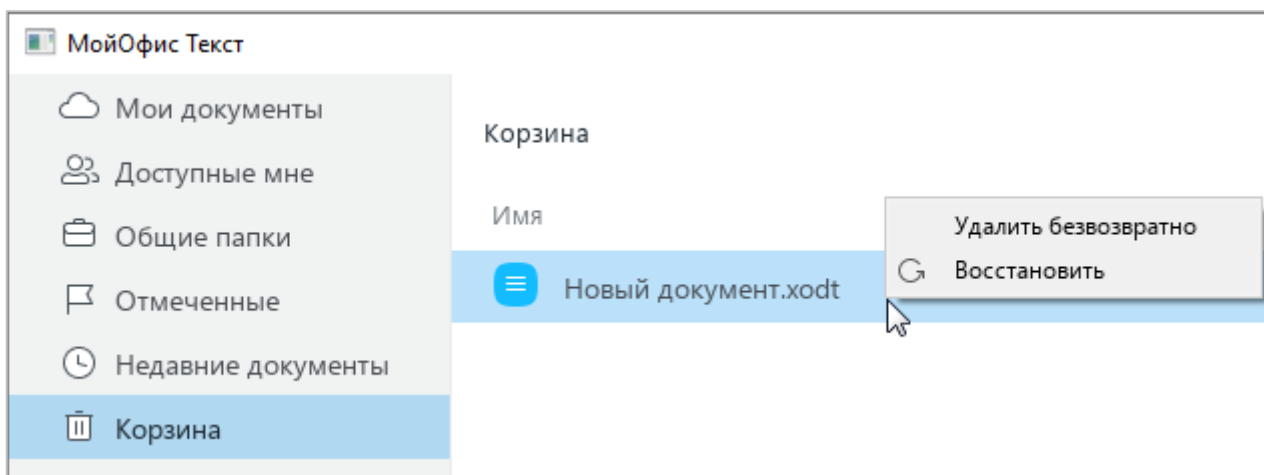 МойОфис Текст
Мои документы
Доступные мне
Общие папки
Отмеченные
Недавние документы
Корзина
Корзина
Имя
Новый документ.xodt
Удалить безвозвратно
Восстановить